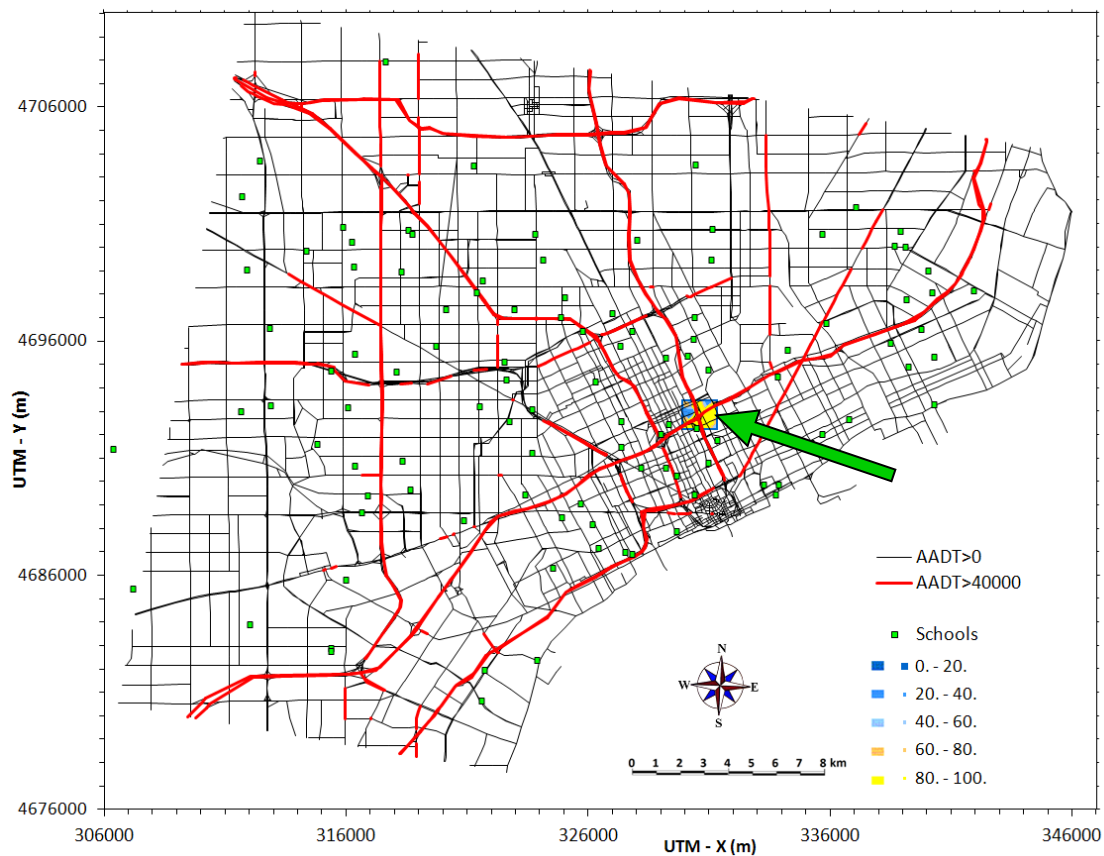 4706000
4696000
4686000
4676000
UTM - Y (m)
306000 316000 326000 336000 346000
UTM - X (m)
AADT>0
AADT>40000
Schools
0. - 20.
20. - 40.
40. - 60.
60. - 80.
80. - 100.
N
W E
S
0 1 2 3 4 5 6 7 8 km